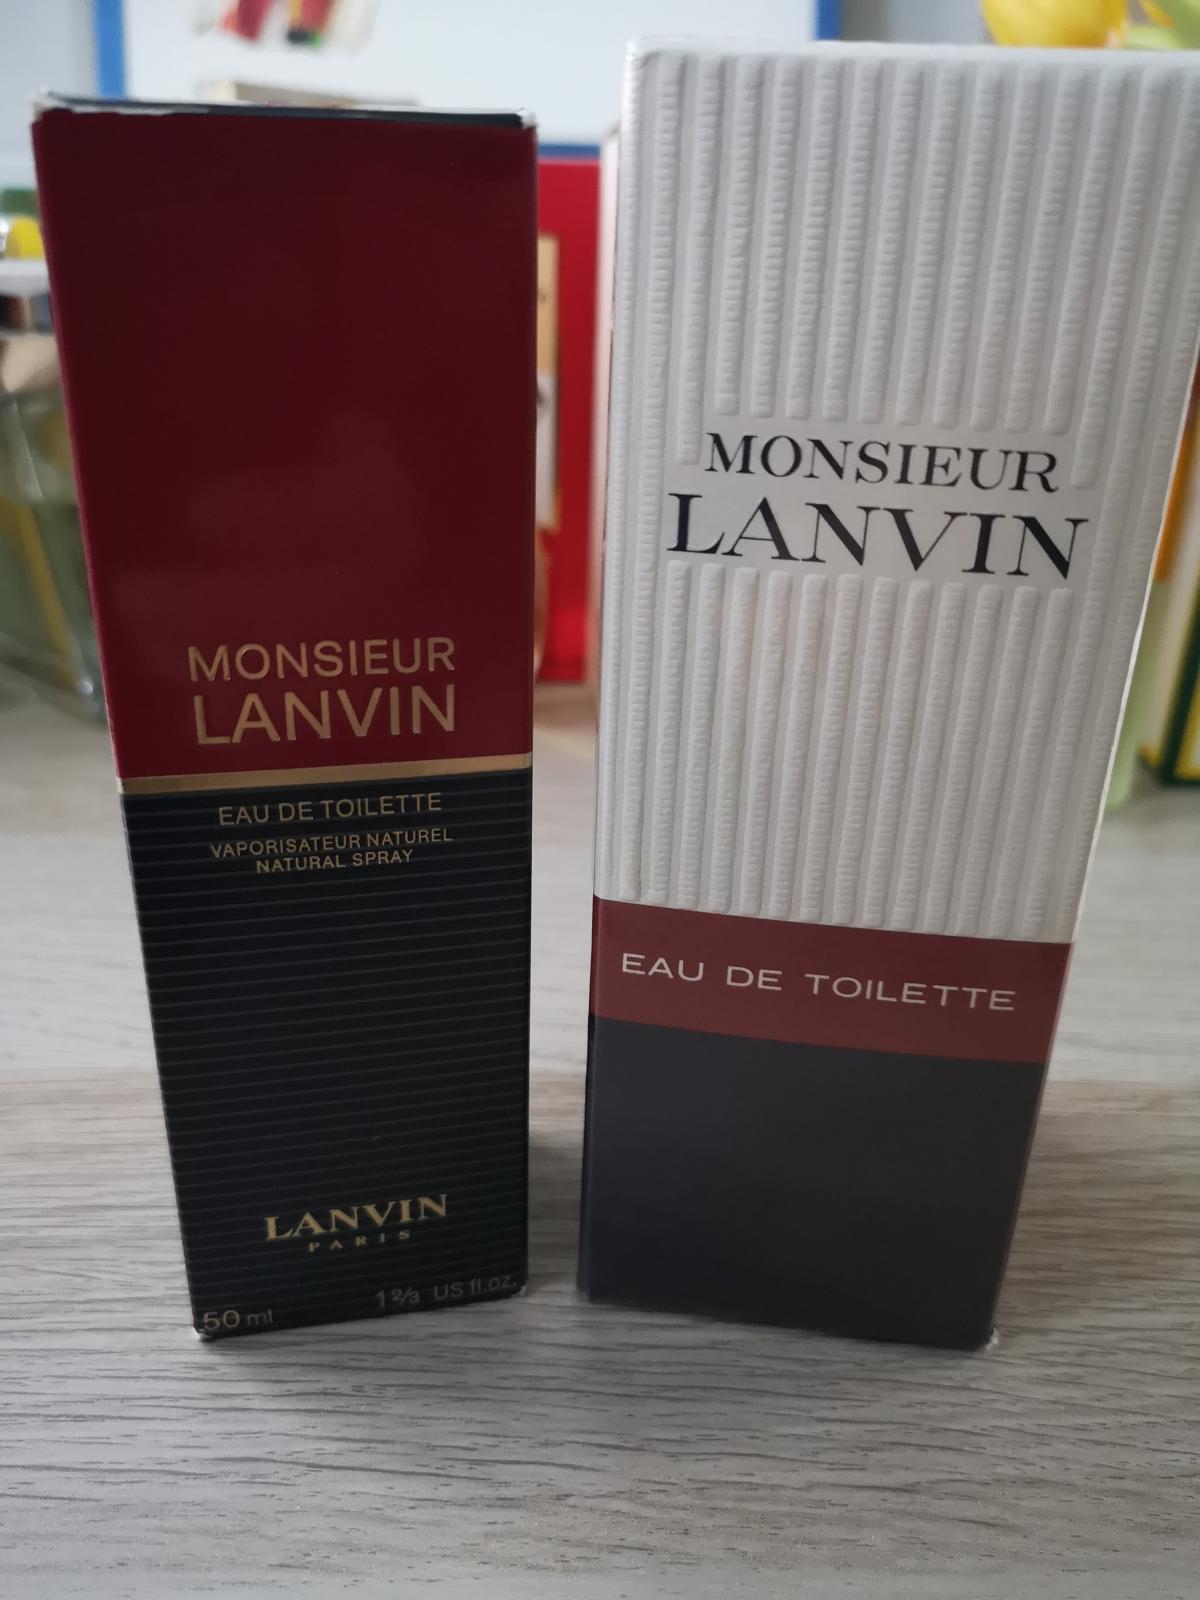 MONSIEUR
LANVIN
EAU DE TOILETTE
VAPORISATEUR NATUREL
NATURAL SPRAY
LANVIN
PARIS
50 ml 1 2/3 US fl.oz.
MONSIEUR
LANVIN
EAU DE TOILETTE